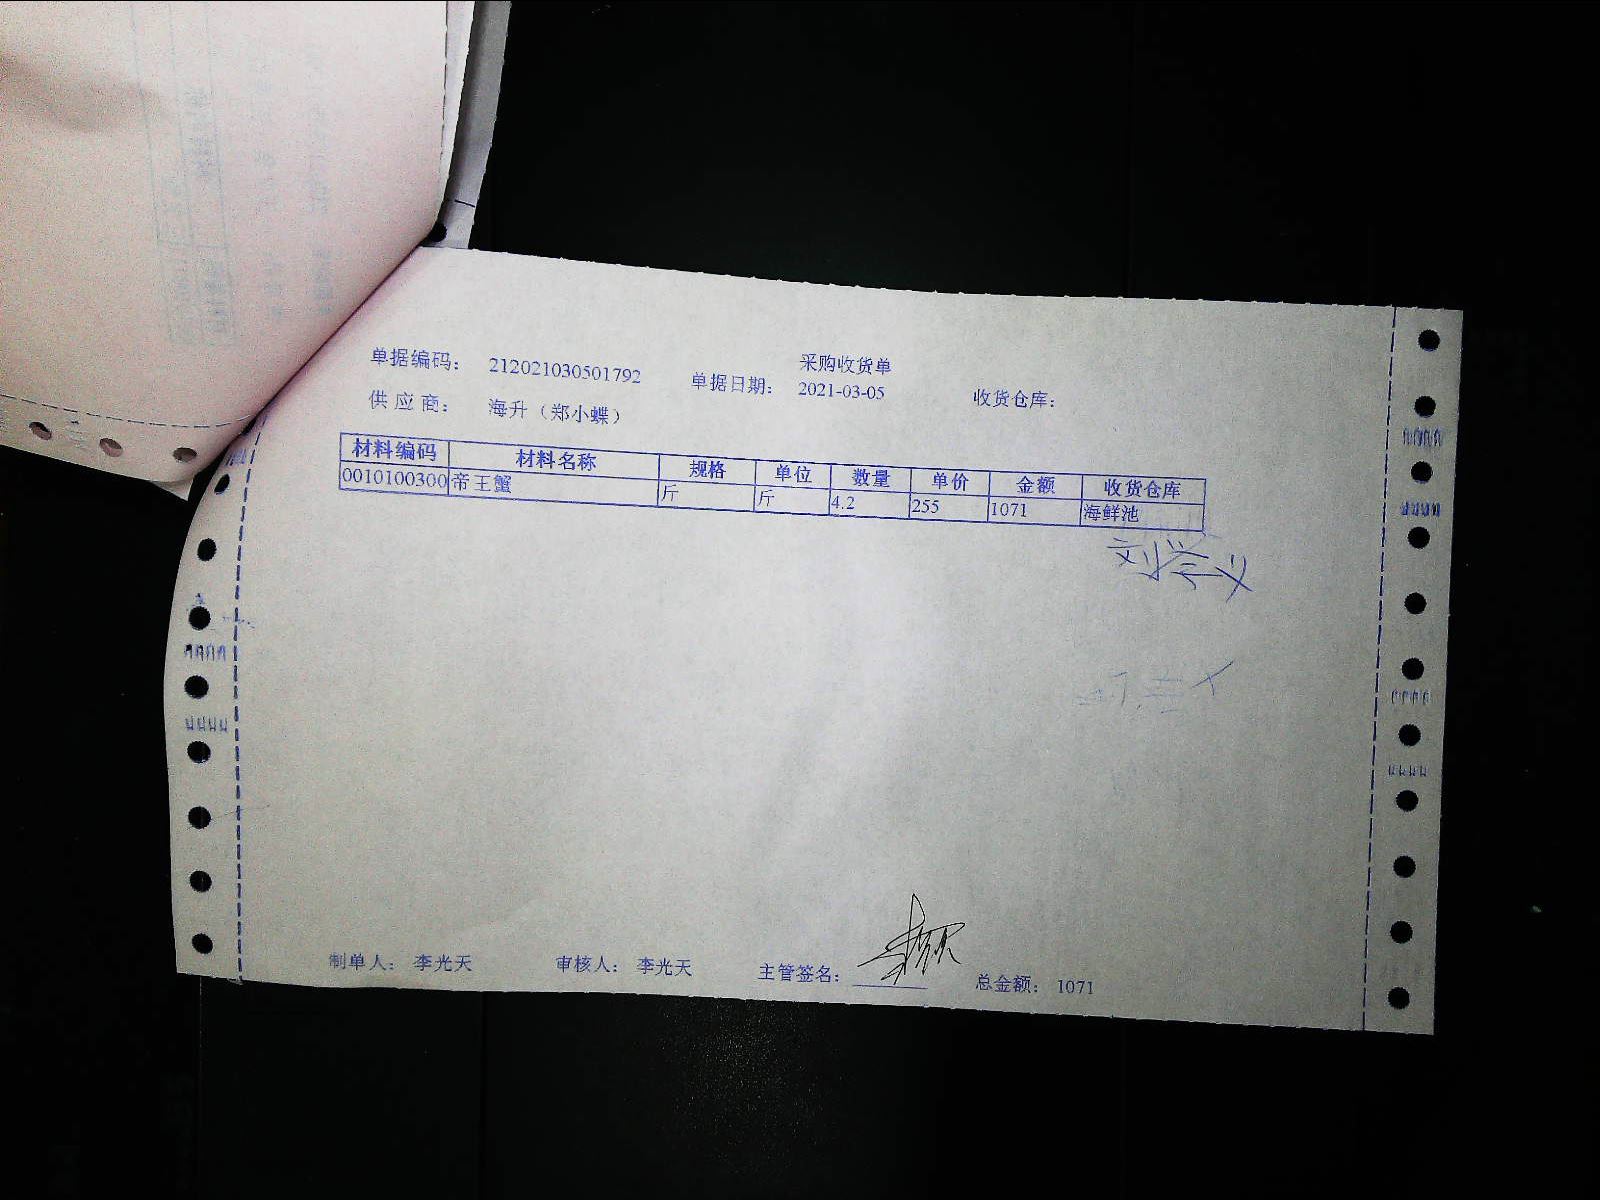 采购收货单
单据编码： 212021030501792 单据日期： 2021-03-05 收货仓库：
供应商： 海升（郑小蝶）
材料编码 材料名称 规格 单位 数量 单价 金额 收货仓库
0010100300 帝王蟹 斤 斤 4.2 255 1071 海鲜池
制单人： 李光天 审核人： 李光天 主管签名： 总金额： 1071